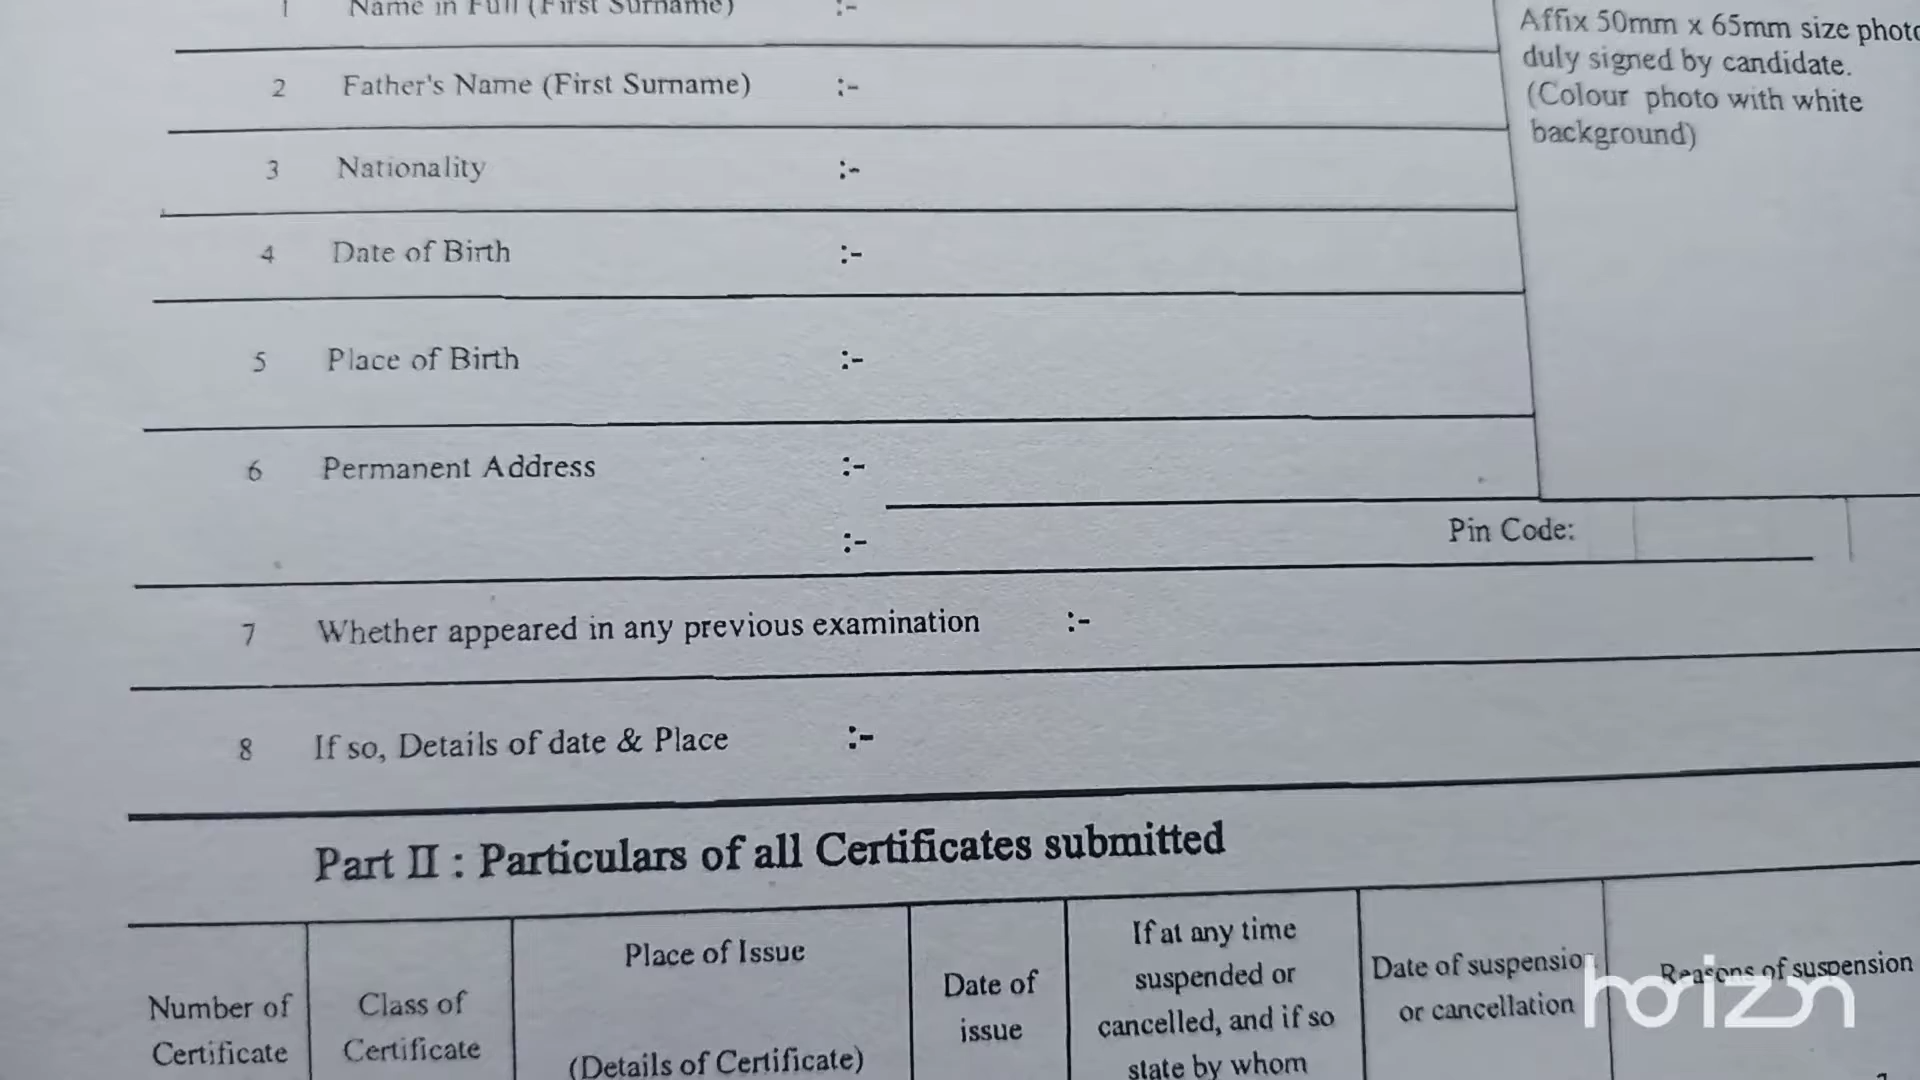 1 Name in Full (First Surname) :-
Affix 50mm x 65mm size photo
duly signed by candidate.
(Colour photo with white
background)
2 Father's Name (First Surname) :-
3 Nationality :-
4 Date of Birth :-
5 Place of Birth :-
6 Permanent Address :-
:- Pin Code:
7 Whether appeared in any previous examination :-
8 If so, Details of date & Place :-
Part II : Particulars of all Certificates submitted
Number of
Certificate
Class of
Certificate
Place of Issue
(Details of Certificate)
Date of
issue
If at any time
suspended or
cancelled, and if so
state by whom
Date of suspension
or cancellation
Reasons of suspension
horizon